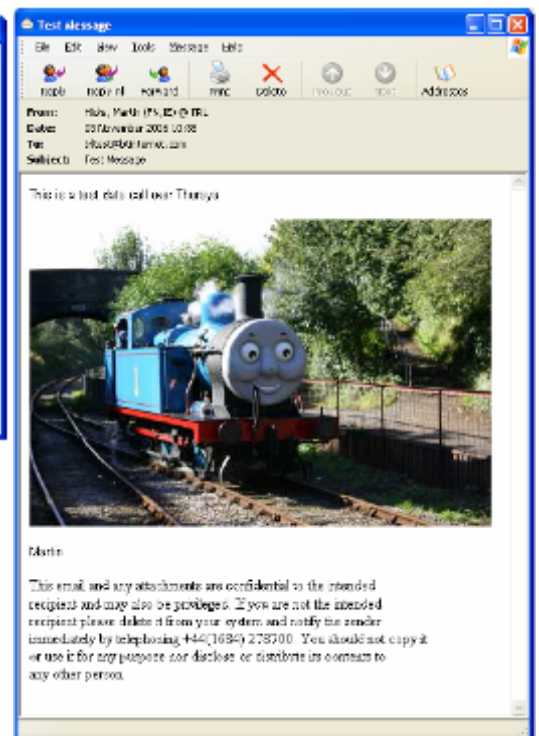 Test Message
File Edit View Tools Message Help
Reply Reply All Forward Print Delete Previous Next Addresses
From: Martin @
Date: November 10:
To:
Subject: Test Message
This is a test data call over Thuraya
1
Martin
This email and any attachments are confidential to the intended
recipient and may also be privileged. If you are not the intended
recipient please delete it from your system and notify the sender
immediately by telephoning +44(1684) 278700. You should not copy it
or use it for any purpose nor disclose or distribute its contents to
any other person.